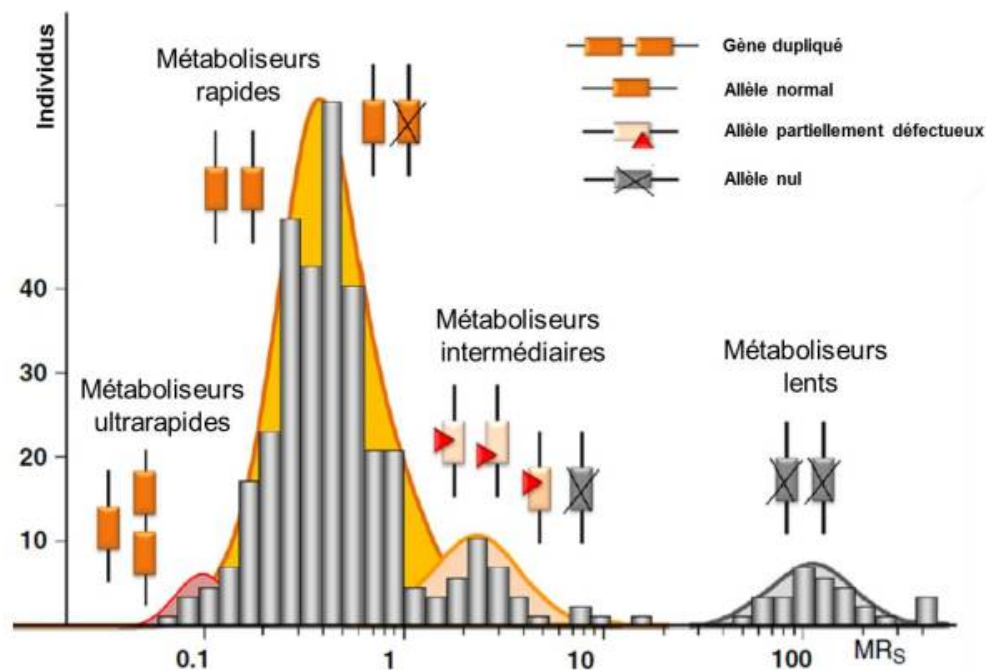 Individus
Métaboliseurs
rapides
Gène dupliqué
Allèle normal
Allèle partiellement défectueux
Allèle nul
40
30
20
10
Métaboliseurs
ultrarapides
Métaboliseurs
intermédiaires
Métaboliseurs
lents
0.1 1 10 100 MRS